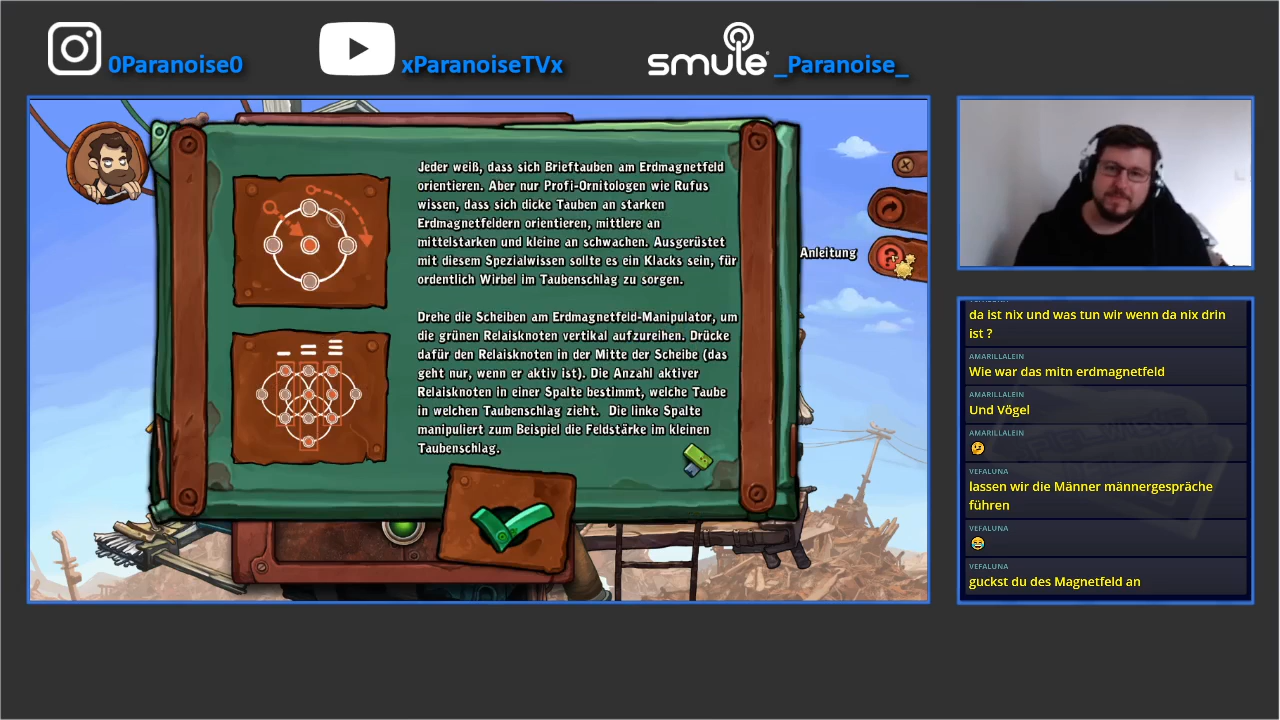 0Paranoise0
xParanoiseTVx
smule
_Paranoise_
Jeder weiß, dass sich Brieftauben am Erdmagnetfeld
orientieren. Aber nur Profi-Ornitologen wie Rufus
wissen, dass sich dicke Tauben an starken
Erdmagnetfeldern orientieren, mittlere an
mittelstarken und kleine an schwachen. Ausgerüstet
mit diesem Spezialwissen sollte es ein Klacks sein, für
ordentlich Wirbel im Taubenschlag zu sorgen.
Drehe die Scheiben am Erdmagnetfeld-Manipulator, um
die grünen Relaisknoten vertikal aufzureihen. Drücke
dafür den Relaisknoten in der Mitte der Scheibe (das
geht nur, wenn er aktiv ist). Die Anzahl aktiver
Relaisknoten in einer Spalte bestimmt, welche Taube
in welchen Taubenschlag zieht. Die linke Spalte
manipuliert zum Beispiel die Feldstärke im kleinen
Taubenschlag.
Anleitung
da ist nix und was tun wir wenn da nix drin
ist ?
AMARILLALEIN
Wie war das mitn erdmagnetfeld
AMARILLALEIN
Und Vögel
AMARILLALEIN
VEFALUNA
lassen wir die Männer männergespräche
führen
VEFALUNA
VEFALUNA
guckst du des Magnetfeld an